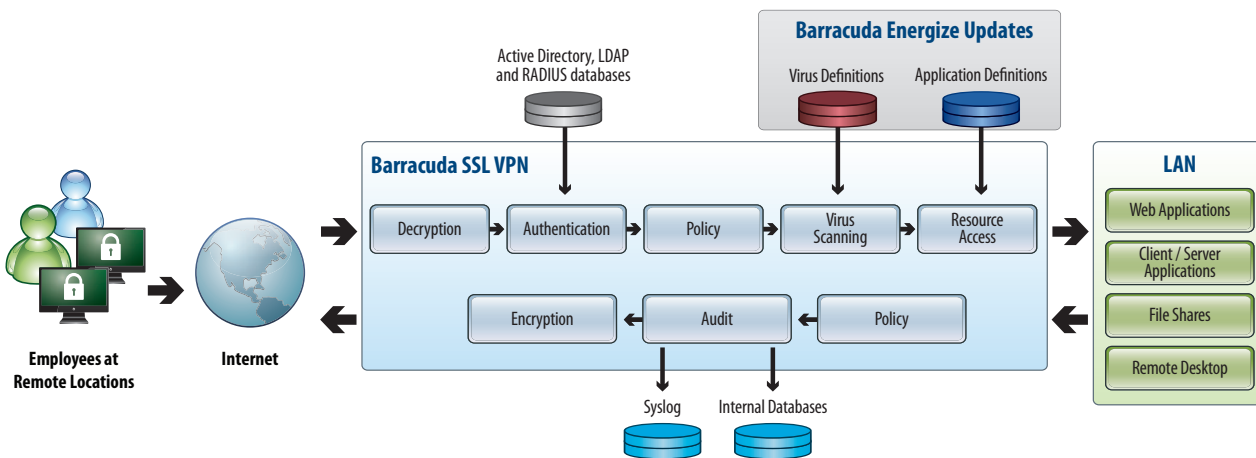 Barracuda Energize Updates
Active Directory, LDAP
and RADIUS databases
Virus Definitions
Application Definitions
Barracuda SSL VPN
LAN
Decryption
Authentication
Policy
Virus
Scanning
Resource
Access
Web Applications
Client / Server
Applications
File Shares
Remote Desktop
Encryption
Audit
Policy
Employees at
Remote Locations
Internet
Syslog
Internal Databases